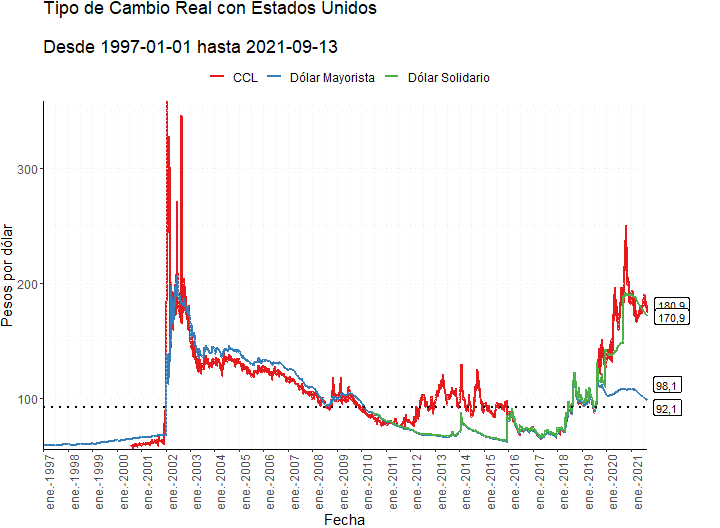 Tipo de Cambio Real con Estados Unidos
Desde 1997-01-01 hasta 2021-09-13
CCL Dólar Mayorista Dólar Solidario
Pesos por dólar
300
200
100
180,9
170,9
98,1
92,1
ene.-1997
ene.-1998
ene.-1999
ene.-2000
ene.-2001
ene.-2002
ene.-2003
ene.-2004
ene.-2005
ene.-2006
ene.-2007
ene.-2008
ene.-2009
ene.-2010
ene.-2011
ene.-2012
ene.-2013
ene.-2014
ene.-2015
ene.-2016
ene.-2017
ene.-2018
ene.-2019
ene.-2020
ene.-2021
Fecha